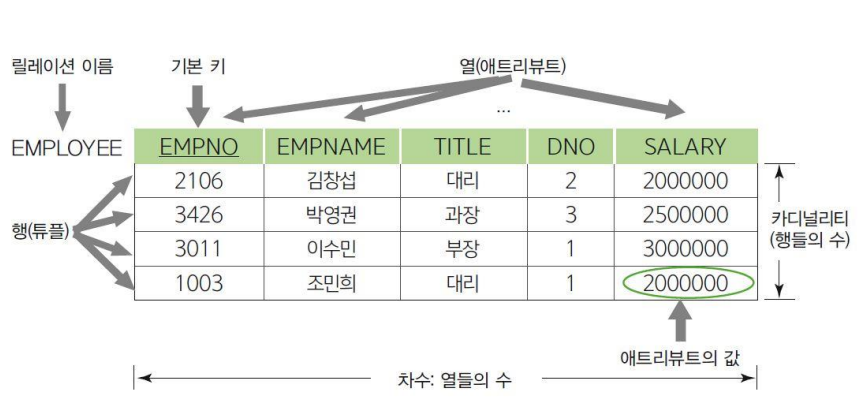 릴레이션 이름 기본 키 열(애트리뷰트)
...
EMPLOYEE EMPNO EMPNAME TITLE DNO SALARY
2106 김창섭 대리 2 2000000
3426 박영권 과장 3 2500000
3011 이수민 부장 1 3000000
1003 조민희 대리 1 2000000
행(튜플)
카디널리티
(행들의 수)
애트리뷰트의 값
차수: 열들의 수